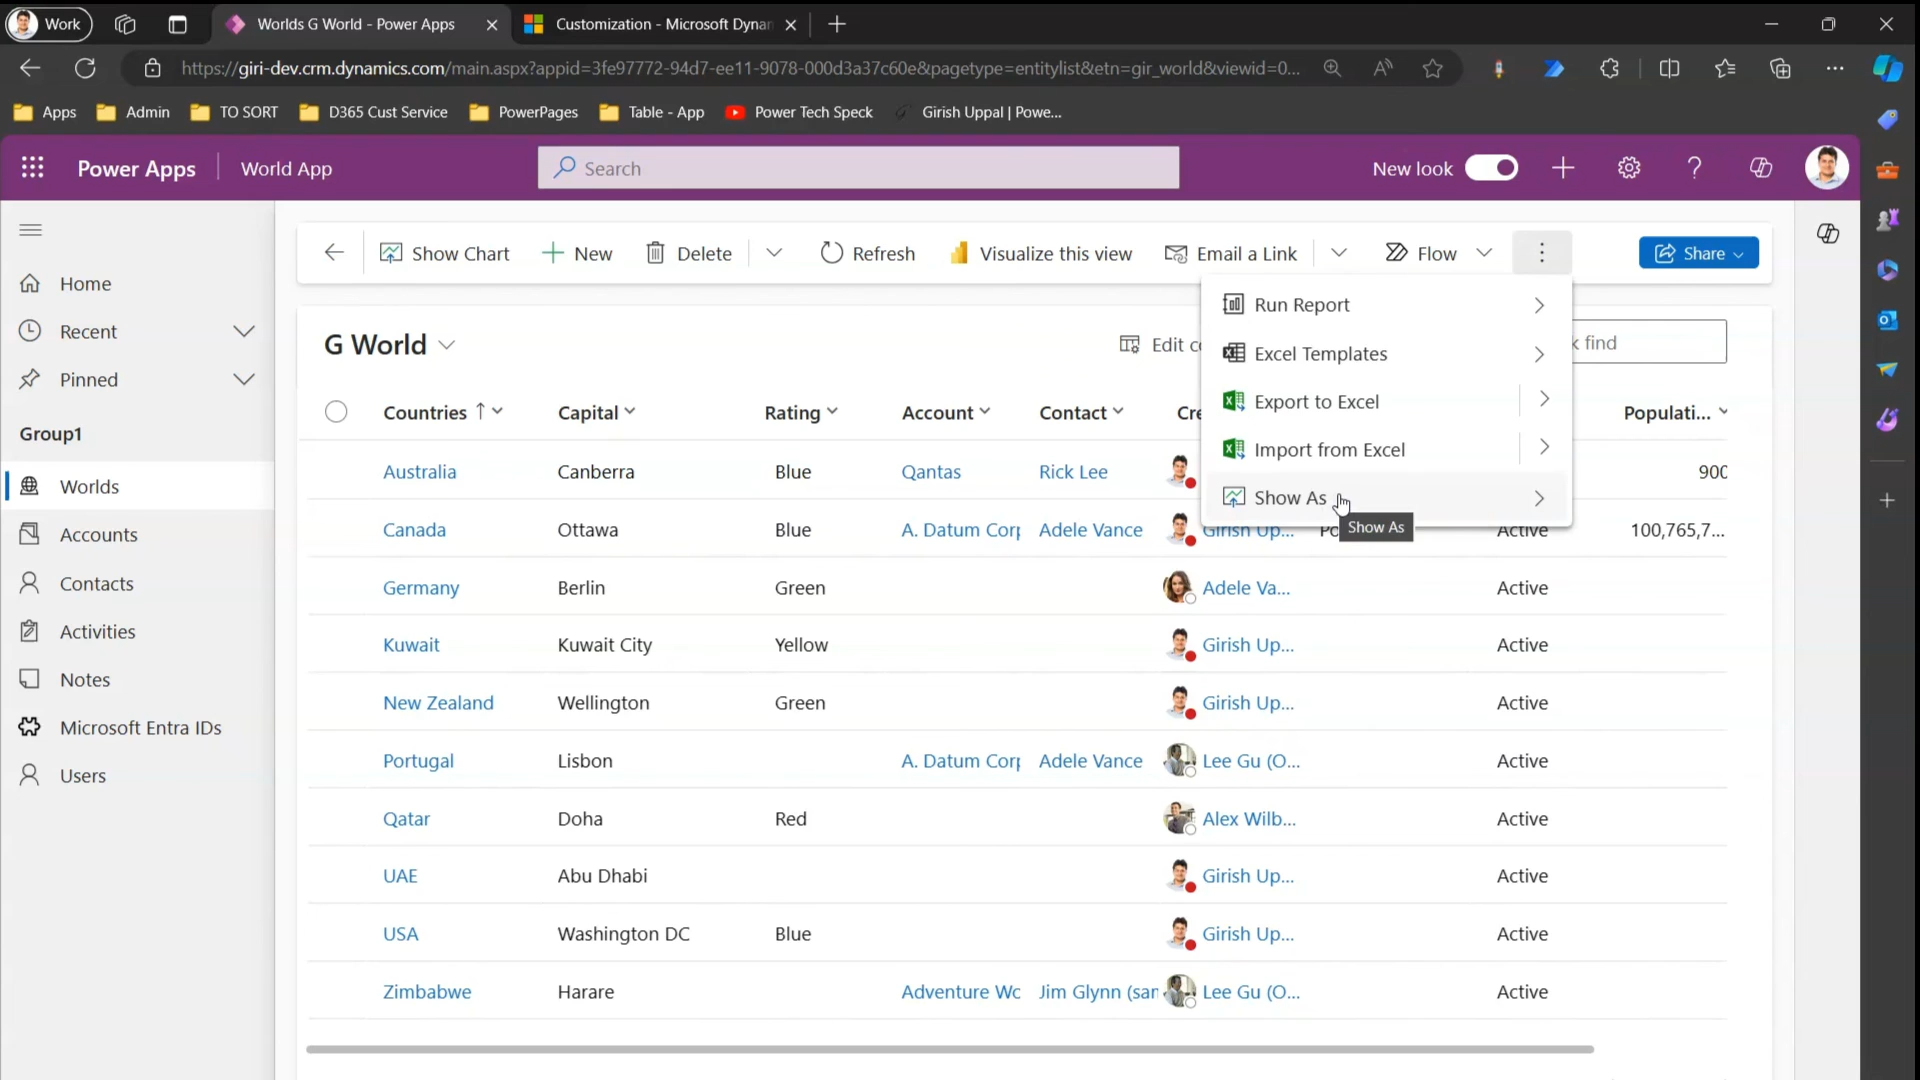 Work
Worlds G World - Power Apps
Customization - Microsoft Dynar
https://giri-dev.crm.dynamics.com/main.aspx?appid=3fe97772-94d7-ee11-9078-000d3a37c60e&pagetype=entitylist&etn=gir_world&viewid=0...
Apps Admin TO SORT D365 Cust Service PowerPages Table - App Power Tech Speck Girish Uppal | Powe...
Power Apps World App Search New look
Show Chart New Delete Refresh Visualize this view Email a Link Flow Share
Home
Recent
Pinned
Group1
Worlds
Accounts
Contacts
Activities
Notes
Microsoft Entra IDs
Users
G World Edit co k find
Run Report
Excel Templates
Export to Excel
Import from Excel
Show As
Show As
Countries Capital Rating Account Contact Cre Populati...
Australia Canberra Blue Qantas Rick Lee 900
Canada Ottawa Blue A. Datum Corp Adele Vance Girish Up... Po Active 100,765,7...
Germany Berlin Green Adele Va... Active
Kuwait Kuwait City Yellow Girish Up... Active
New Zealand Wellington Green Girish Up... Active
Portugal Lisbon A. Datum Corp Adele Vance Lee Gu (O... Active
Qatar Doha Red Alex Wilb... Active
UAE Abu Dhabi Girish Up... Active
USA Washington DC Blue Girish Up... Active
Zimbabwe Harare Adventure Wo Jim Glynn (sam Lee Gu (O... Active